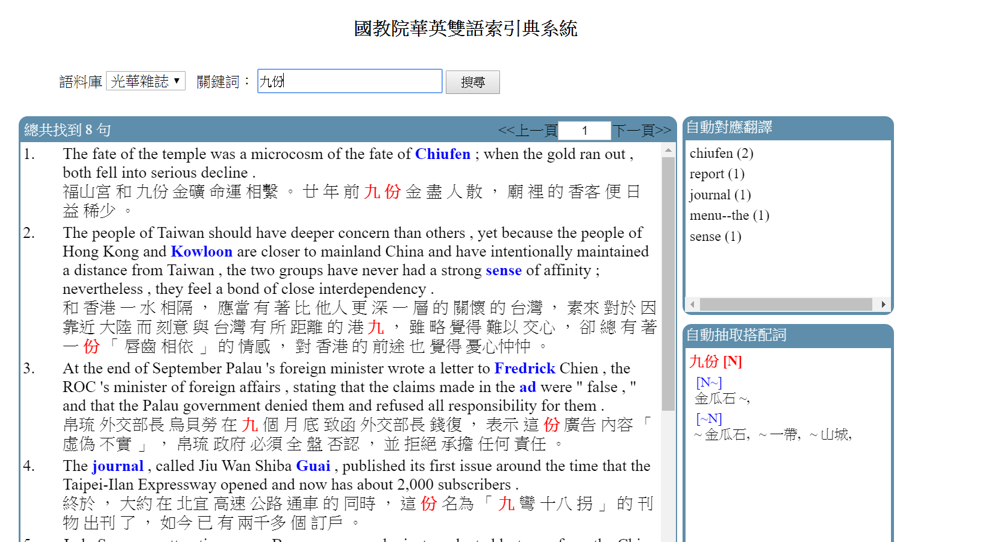 國教院華英雙語索引典系統
語料庫 光華雜誌 關鍵詞： 九份 搜尋
總共找到 8 句 <<上一頁 1 下一頁>>
1. The fate of the temple was a microcosm of the fate of Chiufen ; when the gold ran out ,
both fell into serious decline .
福山宮 和 九份 金礦 命運 相繫 。 廿 年 前 九 份 金 盡 人 散 ， 廟 裡 的 香客 便 日
益 稀少 。
2. The people of Taiwan should have deeper concern than others , yet because the people of
Hong Kong and Kowloon are closer to mainland China and have intentionally maintained
a distance from Taiwan , the two groups have never had a strong sense of affinity ;
nevertheless , they feel a bond of close interdependency .
和 香港 一 水 相隔 ， 應當 有 著 比 他人 更 深 一 層 的 關懷 的 台灣 ， 素來 對於 因
靠近 大陸 而 刻意 與 台灣 有 所 距離 的 港 九 ， 雖 略 覺得 難以 交心 ， 卻 總 有 著
一 份 「 唇齒 相依 」 的 情感 ， 對 香港 的 前途 也 覺得 憂心忡忡 。
3. At the end of September Palau 's foreign minister wrote a letter to Fredrick Chien , the
ROC 's minister of foreign affairs , stating that the claims made in the ad were " false , "
and that the Palau government denied them and refused all responsibility for them .
帛琉 外交部長 烏貝勞 在 九 個 月 底 致函 外交部長 錢復 ， 表示 這 份 廣告 內容 「
虛偽 不實 」 ， 帛琉 政府 必須 全 盤 否認 ， 並 拒絕 承擔 任何 責任 。
4. The journal , called Jiu Wan Shiba Guai , published its first issue around the time that the
Taipei-Ilan Expressway opened and now has about 2,000 subscribers .
終於 ， 大約 在 北宜 高速 公路 通車 的 同時 ， 這 份 名為 「 九 彎 十八 拐 」 的 刊
物 出刊 了 ， 如今 已 有 兩千多 個 訂戶 。
自動對應翻譯
chiufen (2)
report (1)
journal (1)
menu--the (1)
sense (1)
自動抽取搭配詞
九份 [N]
[N~]
金瓜石 ~,
[~N]
~ 金瓜石, ~ 一帶, ~ 山城,